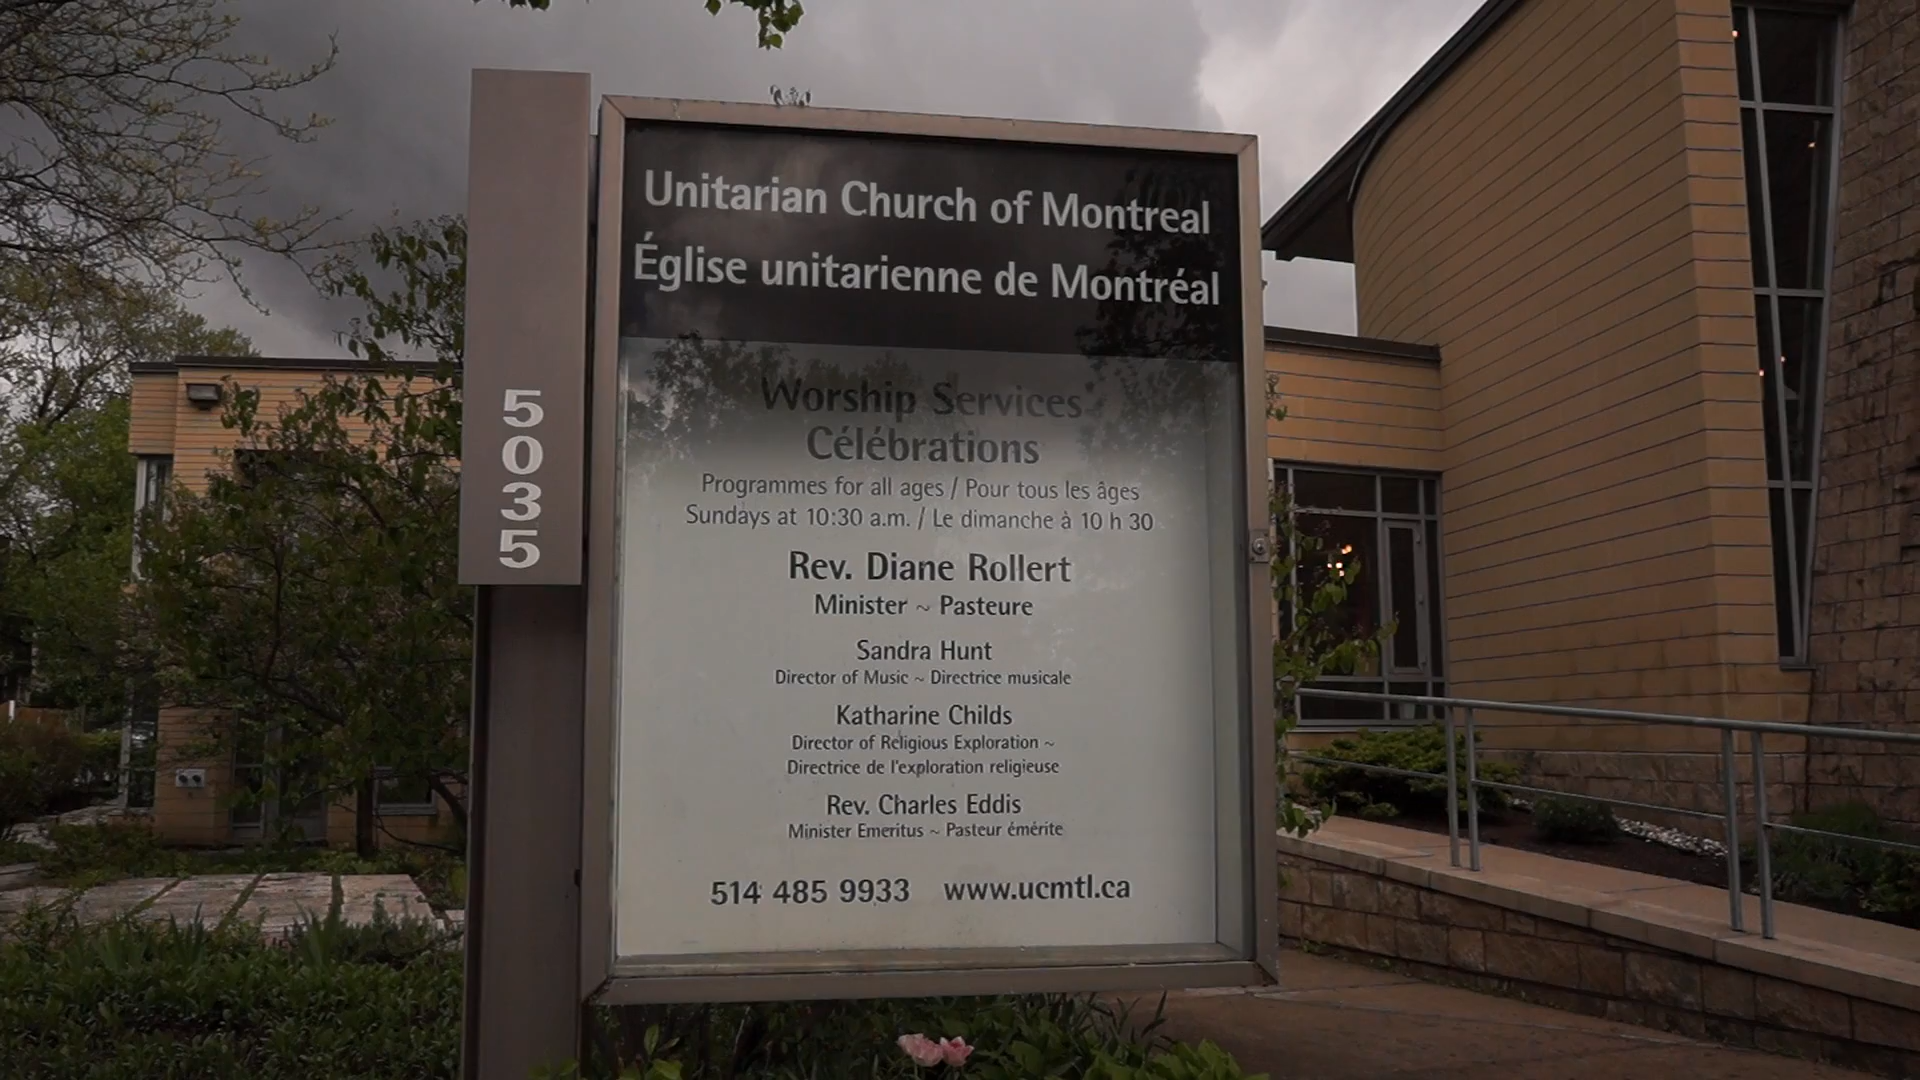 Unitarian Church of Montreal
Église unitarienne de Montréal
5035
Worship Services
Célébrations
Programmes for all ages / Pour tous les âges
Sundays at 10:30 a.m. / Le dimanche à 10 h 30
Rev. Diane Rollert
Minister ~ Pasteure
Sandra Hunt
Director of Music ~ Directrice musicale
Katharine Childs
Director of Religious Exploration ~
Directrice de l'exploration religieuse
Rev. Charles Eddis
Minister Emeritus ~ Pasteur émérite
514 485 9933 www.ucmtl.ca